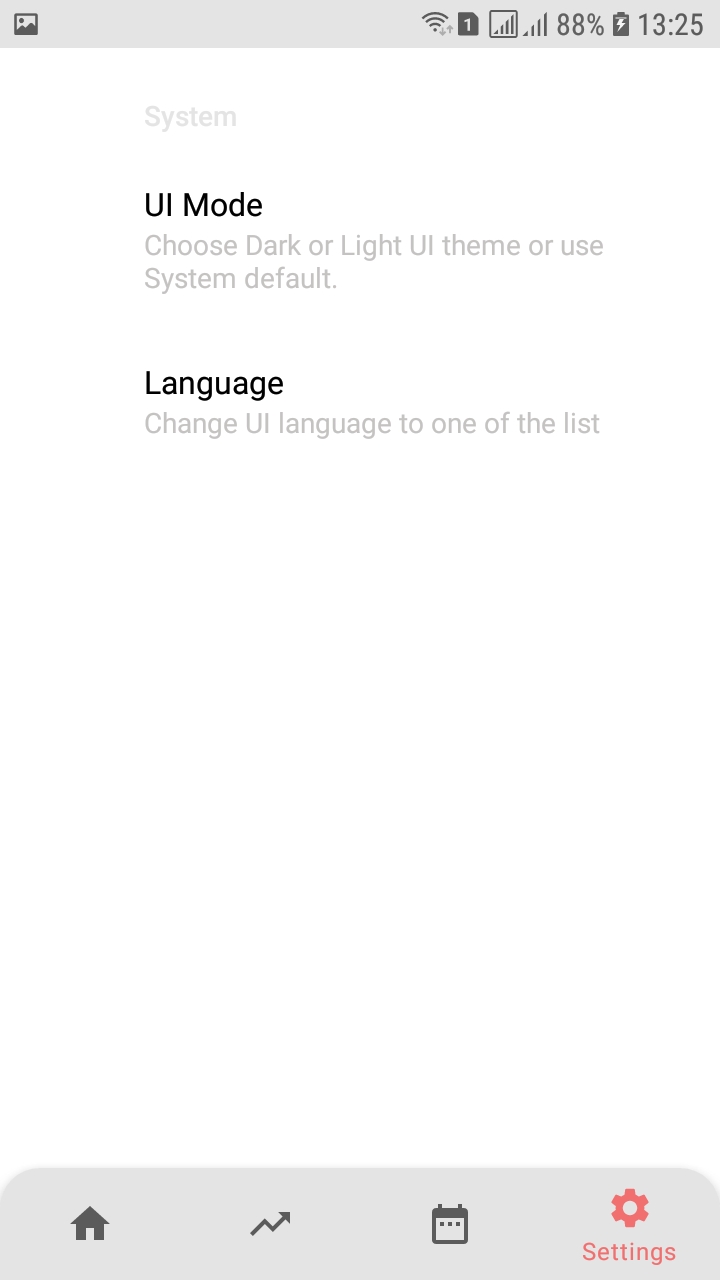 1 88% 13:25
System
UI Mode
Choose Dark or Light UI theme or use
System default.
Language
Change UI language to one of the list
Settings